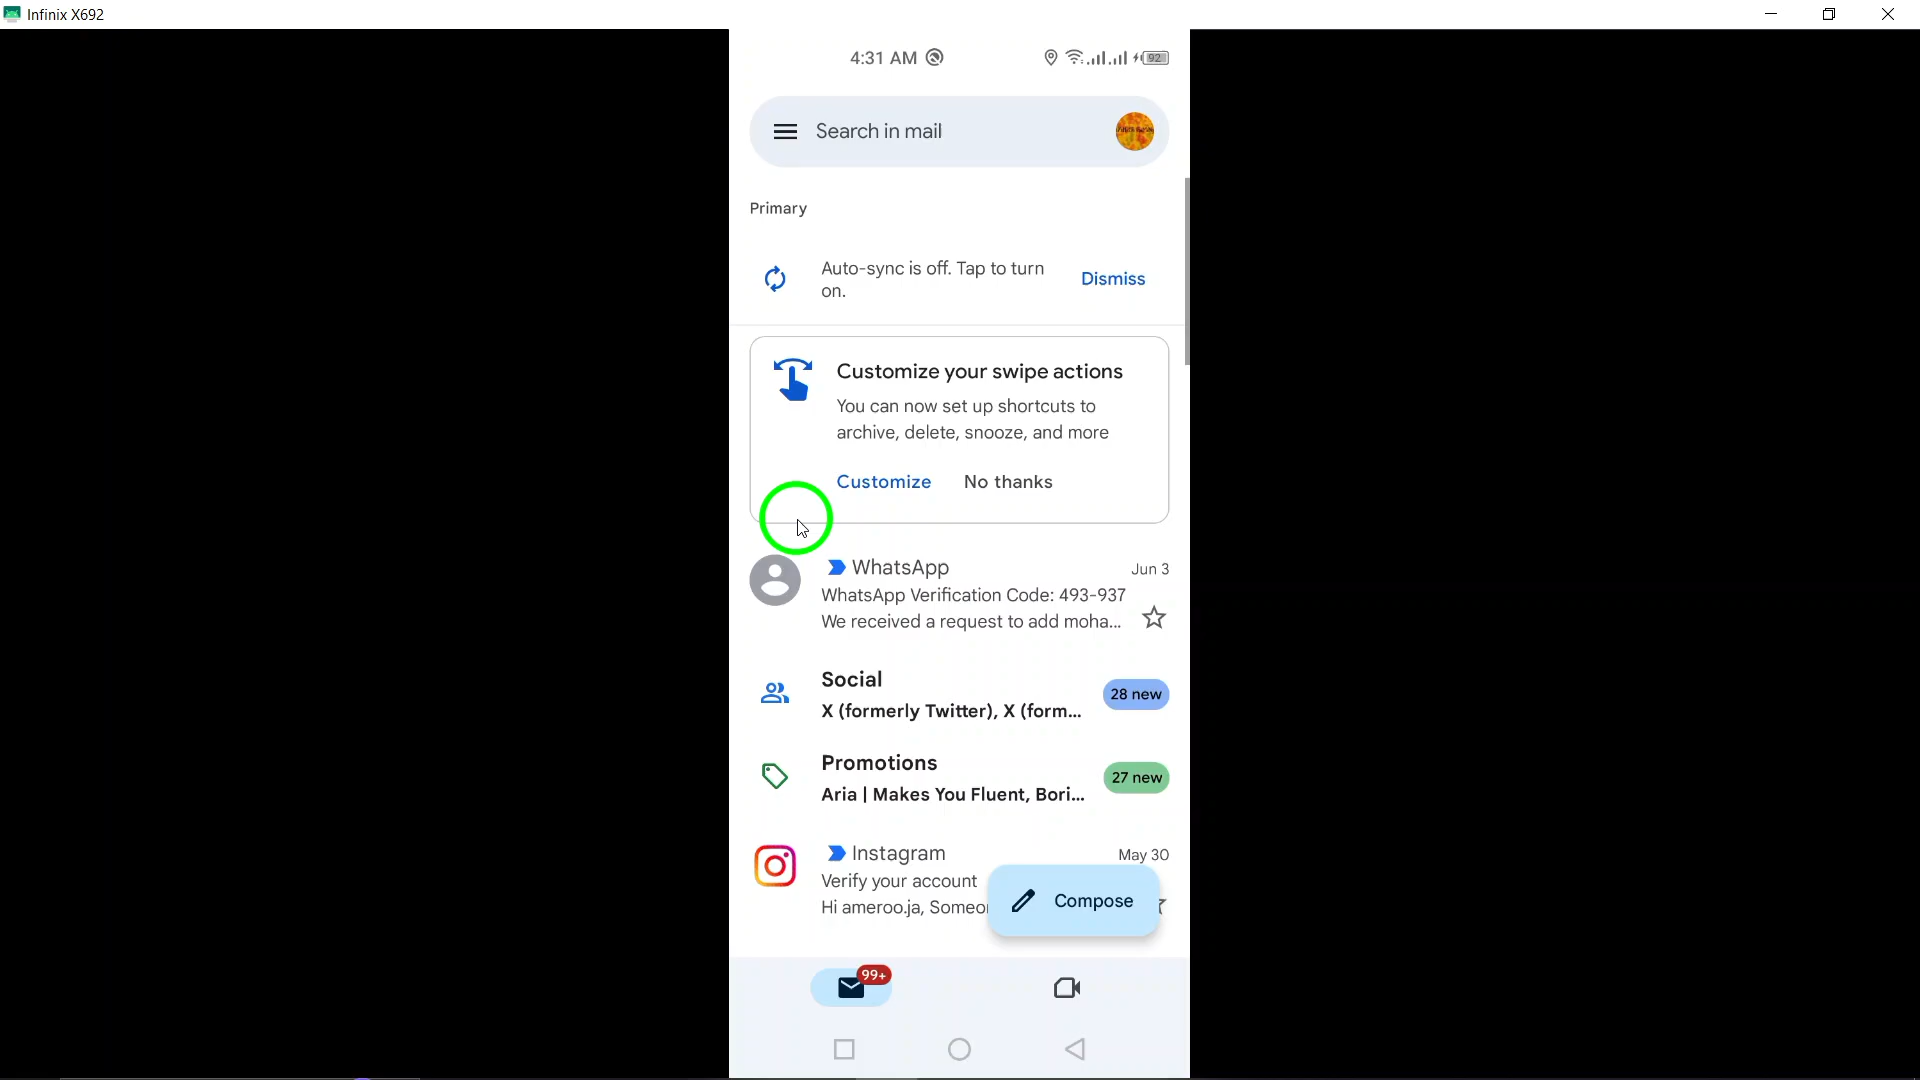 Infinix X692
4:31 AM
92
Search in mail
Primary
Auto-sync is off. Tap to turn
on.
Dismiss
Customize your swipe actions
You can now set up shortcuts to
archive, delete, snooze, and more
Customize No thanks
WhatsApp Jun 3
WhatsApp Verification Code: 493-937
We received a request to add moha...
Social
28 new
X (formerly Twitter), X (form...
Promotions
27 new
Aria | Makes You Fluent, Bori...
Instagram May 30
Verify your account
Hi ameroo.ja, Someo
Compose
99+